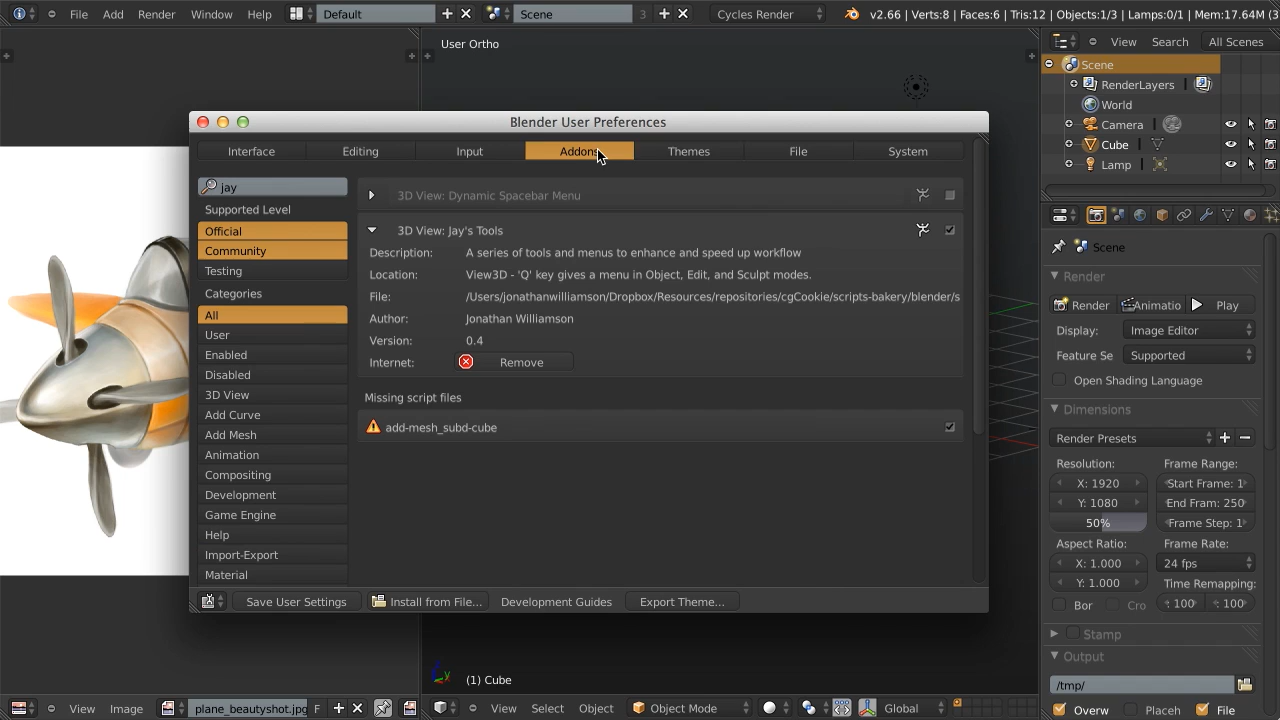 File Add Render Window Help Default Scene 3 Cycles Render v2.66 | Verts:8 | Faces:6 | Tris:12 | Objects:1/3 | Lamps:0/1 | Mem:17.64M (3
User Ortho
View Search All Scenes
Scene
RenderLayers
World
Camera
Cube
Lamp
Blender User Preferences
Interface Editing Input Addons Themes File System
jay
Supported Level
Official
Community
Testing
Categories
All
User
Enabled
Disabled
3D View
Add Curve
Add Mesh
Animation
Compositing
Development
Game Engine
Help
Import-Export
Material
3D View: Dynamic Spacebar Menu
3D View: Jay's Tools
Description: A series of tools and menus to enhance and speed up workflow
Location: View3D - 'Q' key gives a menu in Object, Edit, and Sculpt modes.
File: /Users/jonathanwilliamson/Dropbox/Resources/repositories/cgCookie/scripts-bakery/blender/s
Author: Jonathan Williamson
Version: 0.4
Internet: Remove
Missing script files
add-mesh_subd-cube
Save User Settings Install from File... Development Guides Export Theme...
Scene
Render
Render Animatio Play
Display: Image Editor
Feature Se Supported
Open Shading Language
Dimensions
Render Presets
Resolution: Frame Range:
X: 1920 Start Frame: 1
Y: 1080 End Fram: 250
50% Frame Step: 1
Aspect Ratio: Frame Rate:
X: 1.000 24 fps
Y: 1.000 Time Remapping:
Bor Cro : 100 : 100
Stamp
Output
/tmp/
Overw Placeh File
(1) Cube
View Image plane_beautyshot.jpg F View Select Object Object Mode Global